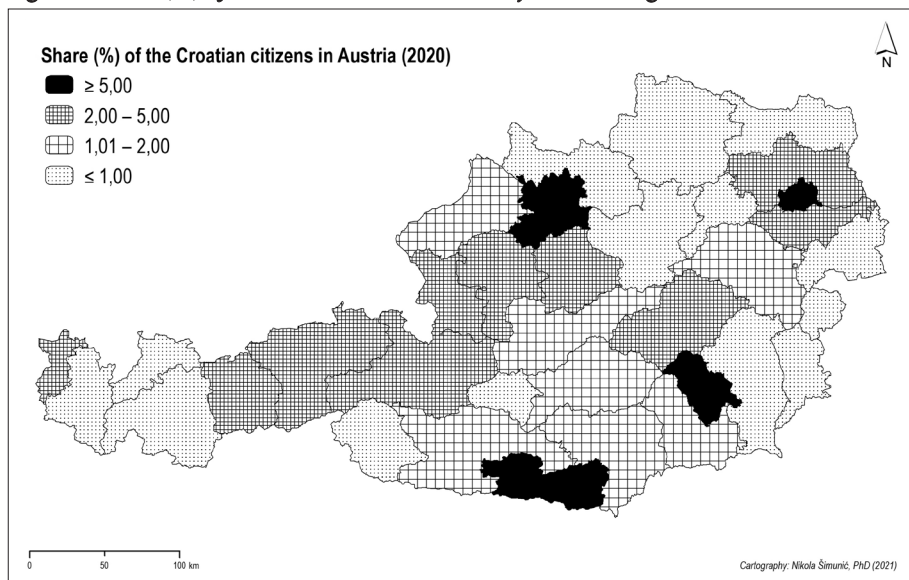 Share (%) of the Croatian citizens in Austria (2020)
≥ 5,00
2,00 – 5,00
1,01 – 2,00
≤ 1,00
N
0 50 100 km
Cartography: Nikola Šimunić, PhD (2021)